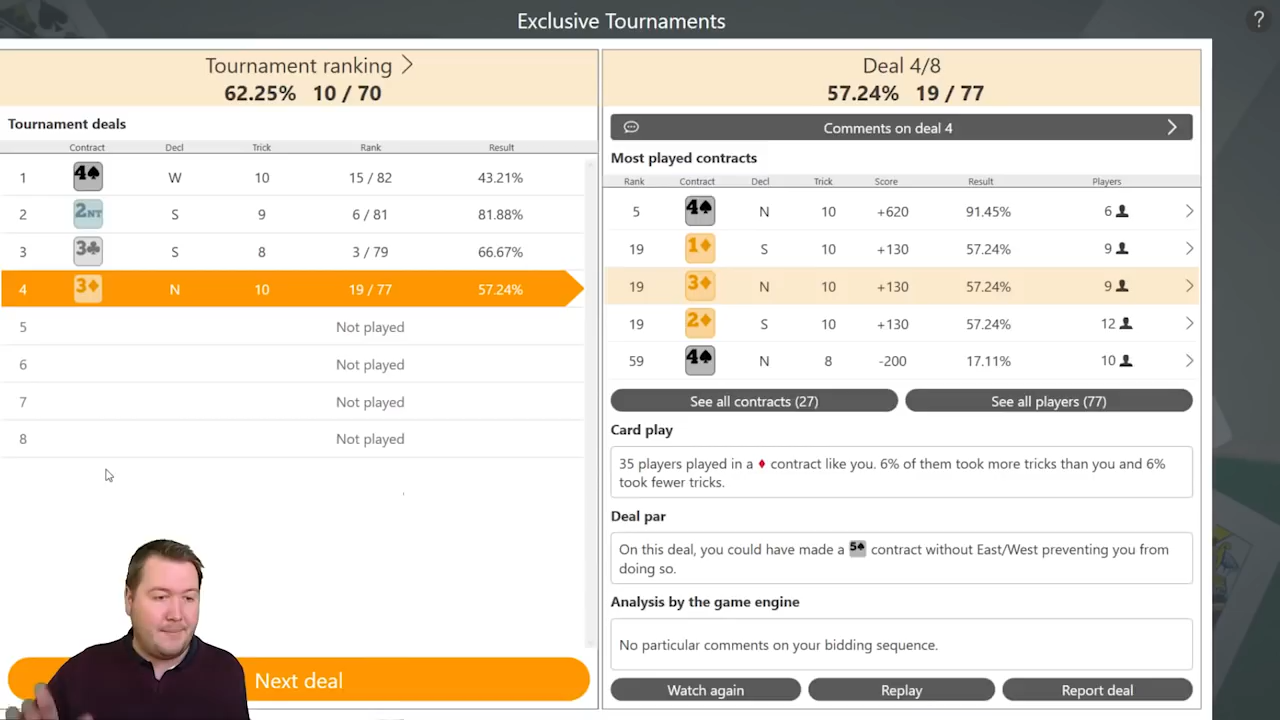 Exclusive Tournaments
?
Tournament ranking >
62.25% 10 / 70
Tournament deals
Contract Decl Trick Rank Result
1 4♠ W 10 15 / 82 43.21%
2 2NT S 9 6 / 81 81.88%
3 3♣ S 8 3 / 79 66.67%
4 3♦ N 10 19 / 77 57.24%
5 Not played
6 Not played
7 Not played
8 Not played
Next deal
Deal 4/8
57.24% 19 / 77
Comments on deal 4
Most played contracts
Rank Contract Decl Trick Score Result Players
5 4♠ N 10 +620 91.45% 6
19 1♦ S 10 +130 57.24% 9
19 3♦ N 10 +130 57.24% 9
19 2♦ S 10 +130 57.24% 12
59 4♠ N 8 -200 17.11% 10
See all contracts (27) See all players (77)
Card play
35 players played in a ♦ contract like you. 6% of them took more tricks than you and 6%
took fewer tricks.
Deal par
On this deal, you could have made a 5♠ contract without East/West preventing you from
doing so.
Analysis by the game engine
No particular comments on your bidding sequence.
Watch again Replay Report deal